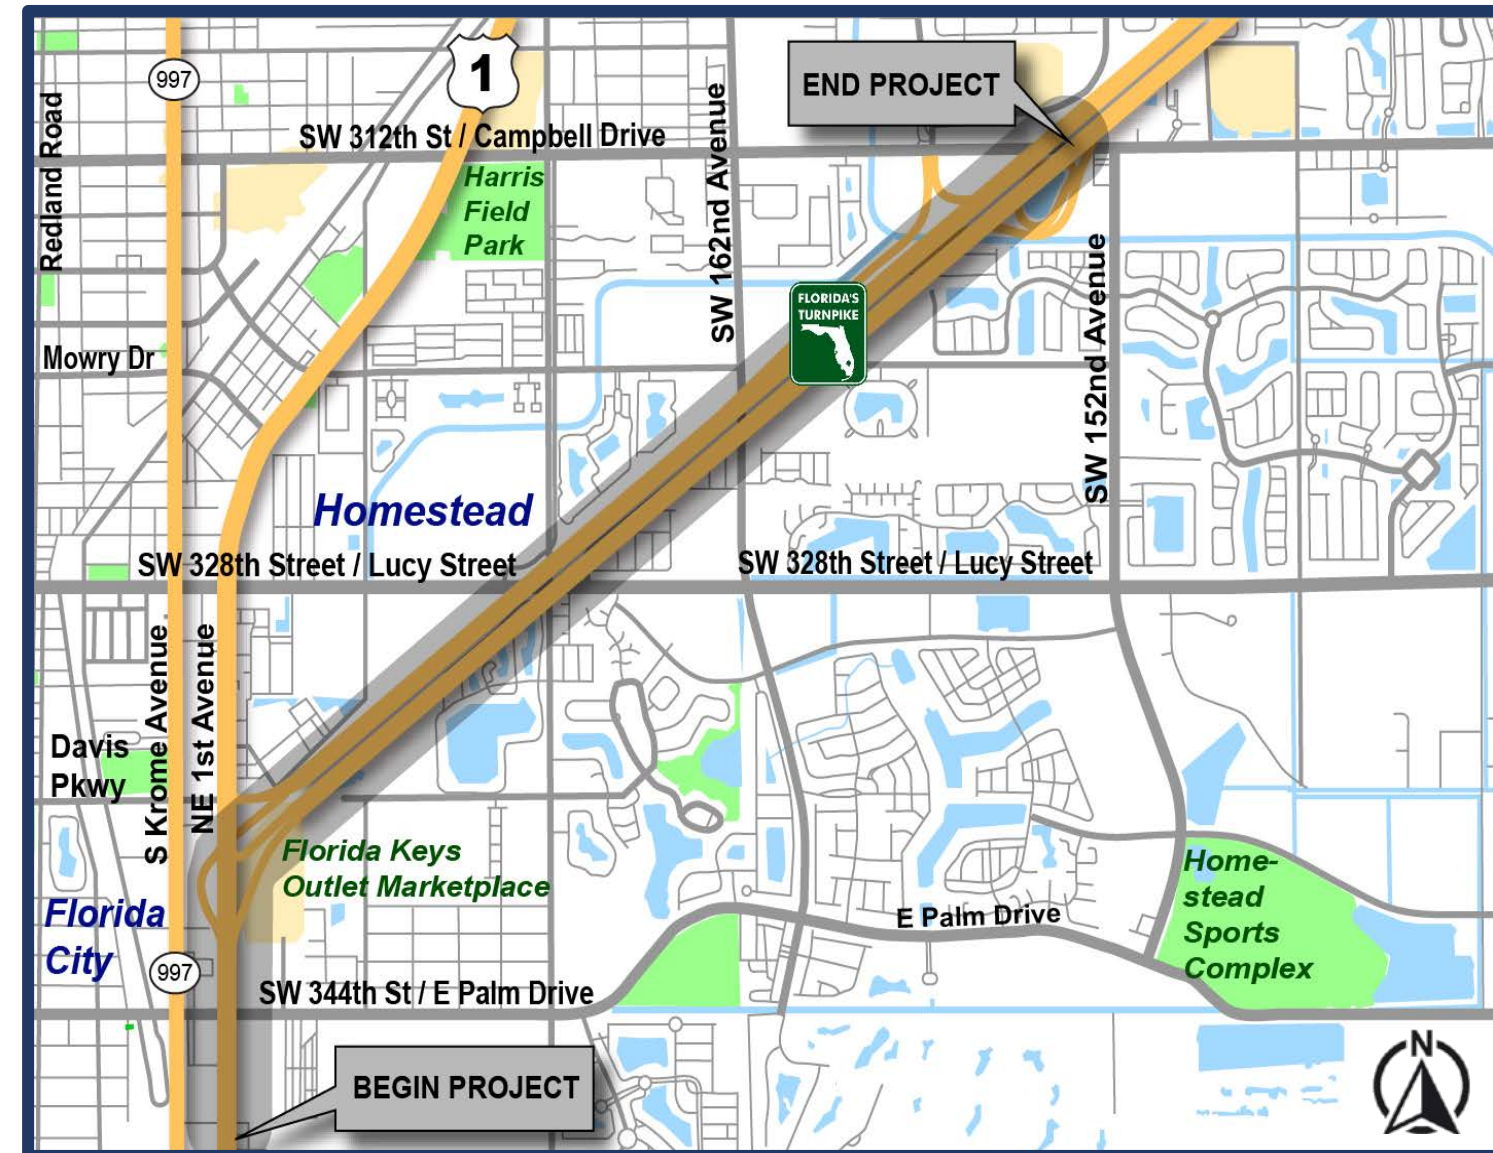 997
1
END PROJECT
SW 312th St / Campbell Drive
Redland Road
Harris
Field
Park
SW 162nd Avenue
SW 152nd Avenue
FLORIDA'S
TURNPIKE
Mowry Dr
Homestead
SW 328th Street / Lucy Street
SW 328th Street / Lucy Street
S Krome Avenue
NE 1st Avenue
Davis
Pkwy
Florida Keys
Outlet Marketplace
Home-
stead
Sports
Complex
E Palm Drive
Florida
City
997
SW 344th St / E Palm Drive
BEGIN PROJECT
N